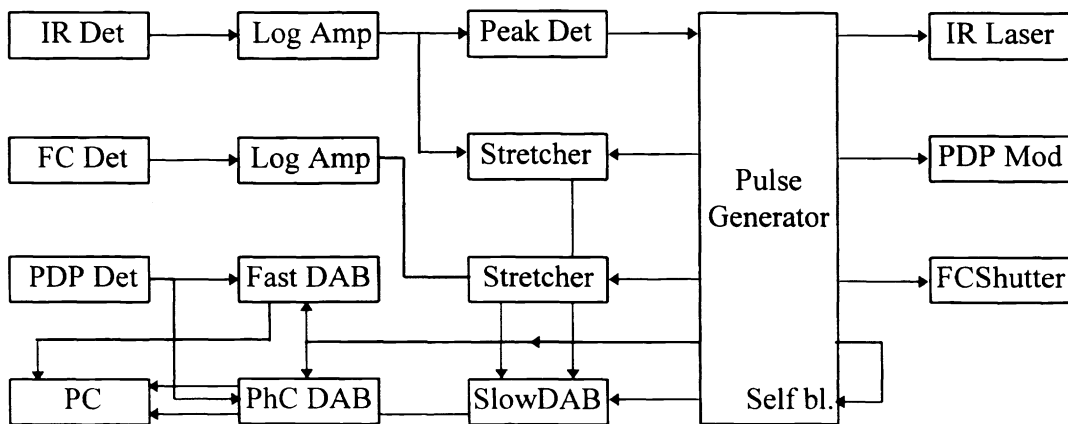 IR Det
Log Amp
Peak Det
IR Laser
FC Det
Log Amp
Stretcher
Pulse
Generator
PDP Mod
PDP Det
Fast DAB
Stretcher
FCShutter
PC
PhC DAB
SlowDAB
Self bl.